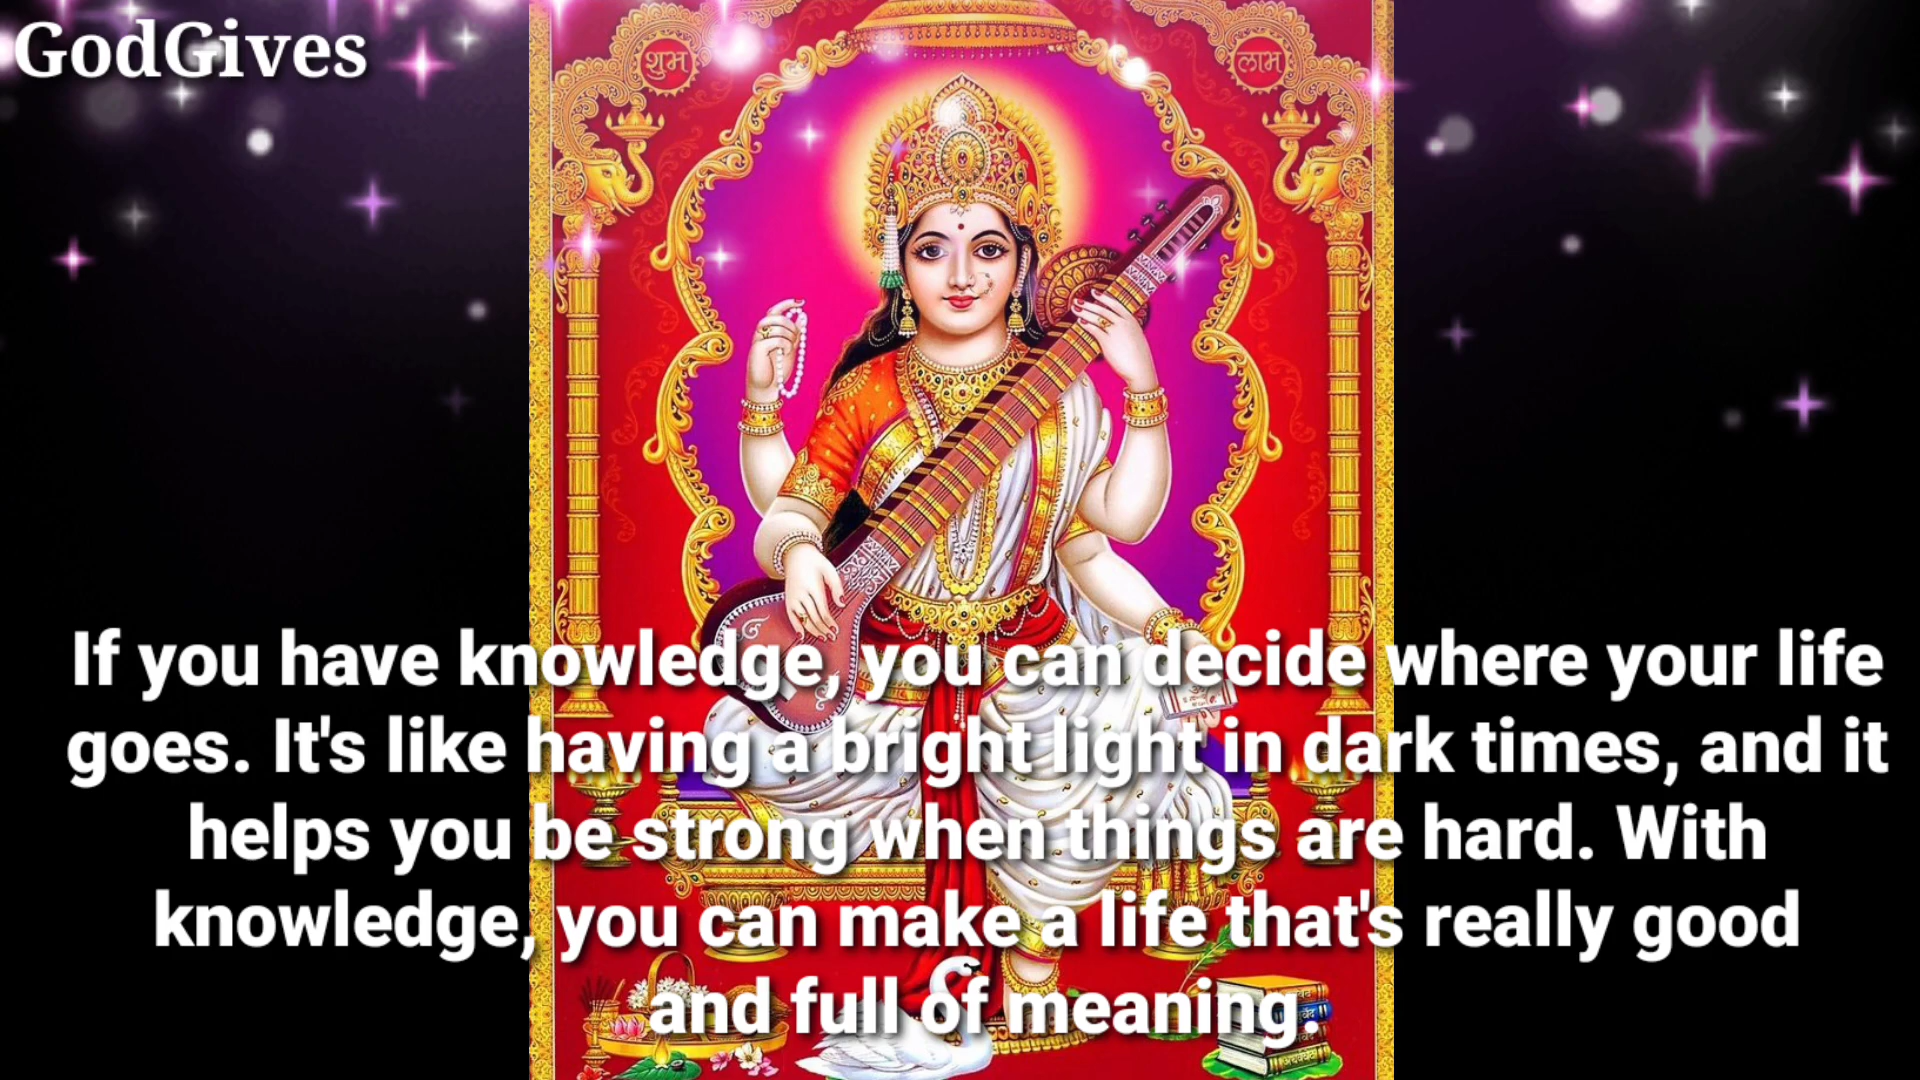 GodGives
शुभ
लाभ
If you have knowledge, you can decide where your life
goes. It's like having a bright light in dark times, and it
helps you be strong when things are hard. With
knowledge, you can make a life that's really good
and full of meaning.